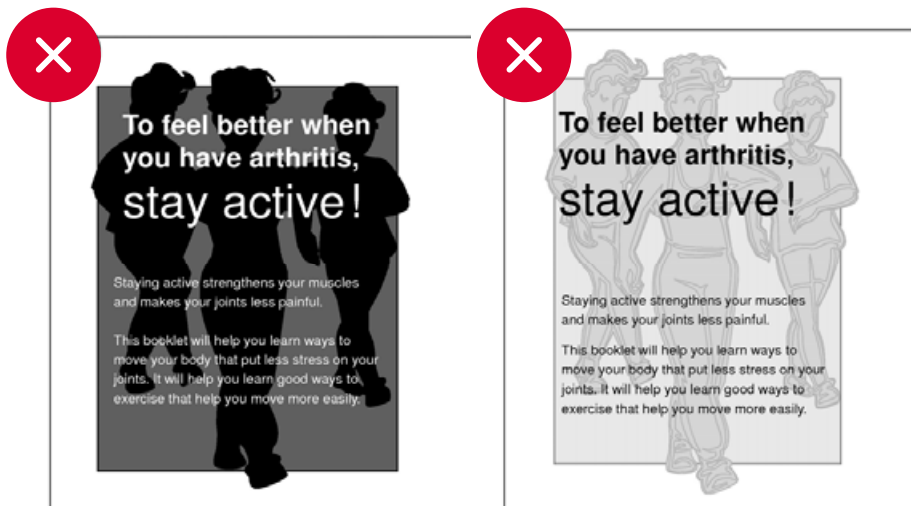 To feel better when
you have arthritis,
stay active!
Staying active strengthens your muscles
and makes your joints less painful.
This booklet will help you learn ways to
move your body that put less stress on your
joints. It will help you learn good ways to
exercise that help you move more easily.
To feel better when
you have arthritis,
stay active!
Staying active strengthens your muscles
and makes your joints less painful.
This booklet will help you learn ways to
move your body that put less stress on your
joints. It will help you learn good ways to
exercise that help you move more easily.